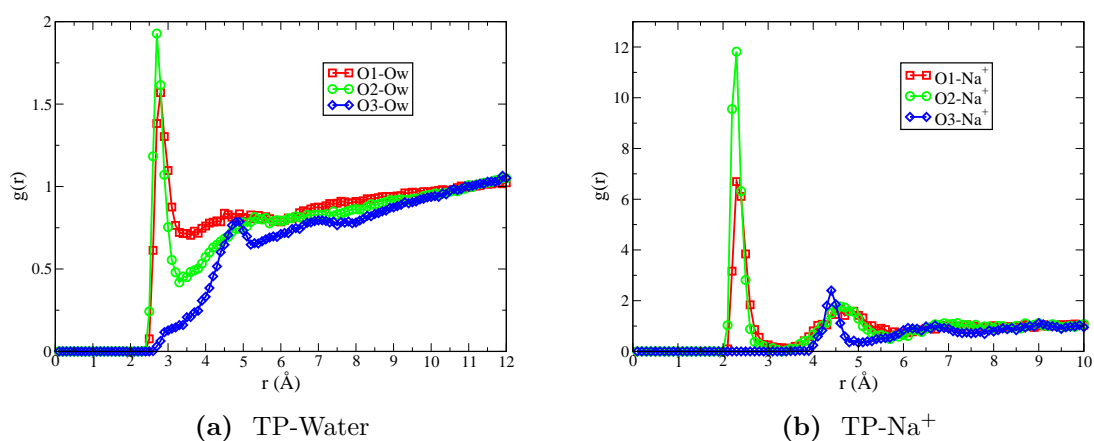 2
1.5
1
0.5
0
g(r)
0 1 2 3 4 5 6 7 8 9 10 11 12
r (Å)
O1-Ow
O2-Ow
O3-Ow
(a) TP-Water
12
10
8
6
4
2
0
g(r)
0 1 2 3 4 5 6 7 8 9 10
r (Å)
O1-Na⁺
O2-Na⁺
O3-Na⁺
(b) TP-Na⁺